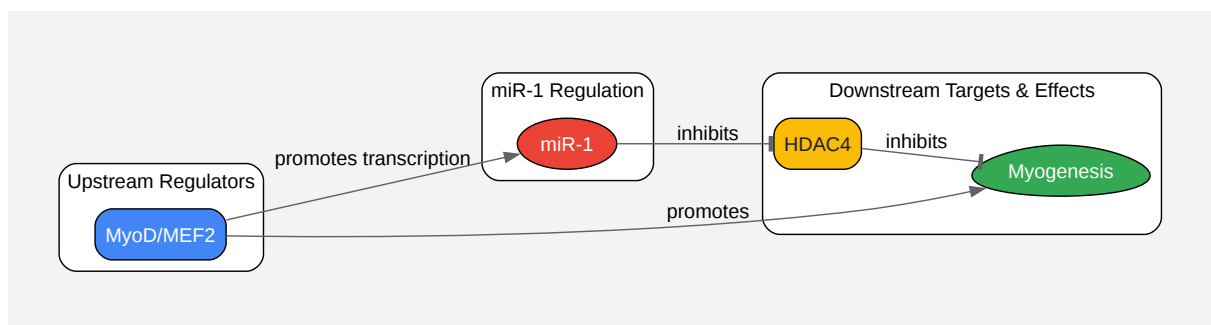 miR-1 Regulation
Downstream Targets & Effects
inhibits
HDAC4
inhibits
miR-1
promotes transcription
Myogenesis
Upstream Regulators
promotes
MyoD/MEF2